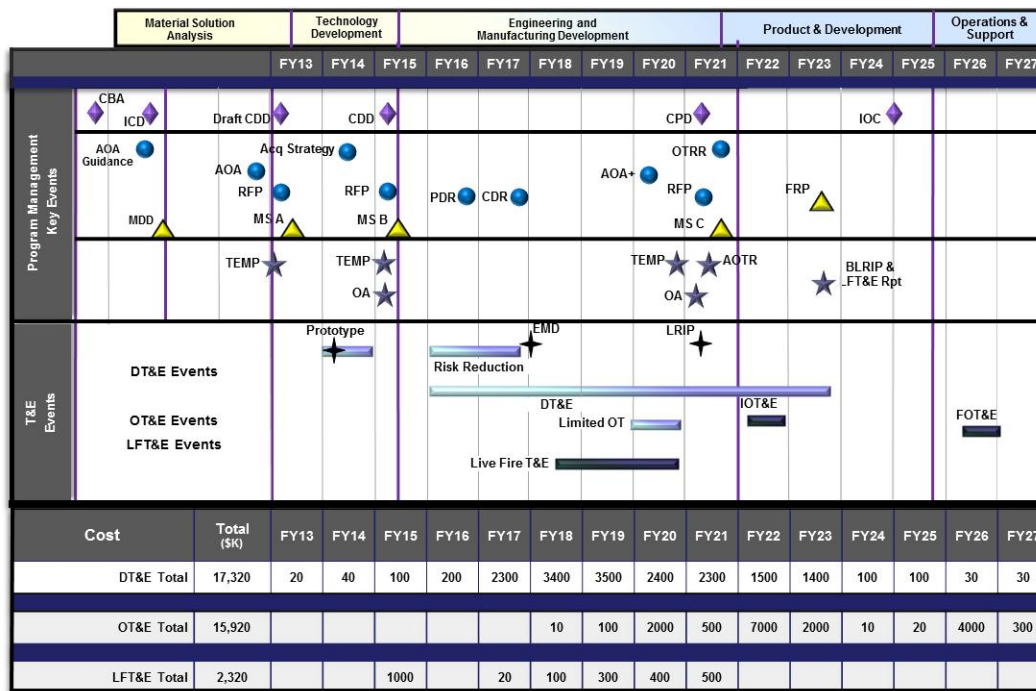 Material Solution
Analysis
Technology
Development
Engineering and
Manufacturing Development
Product & Development
Operations &
Support
FY13 FY14 FY15 FY16 FY17 FY18 FY19 FY20 FY21 FY22 FY23 FY24 FY25 FY26 FY27
Program Management
Key Events
CBA
ICD
Draft CDD
CDD
CPD
IOC
AOA
Guidance
Acq Strategy
OTRR
AOA
AOA+
RFP
RFP
PDR
CDR
RFP
FRP
MDD
MS A
MS B
MS C
TEMP
TEMP
TEMP
AOTR
BLRIP &
LFT&E Rpt
OA
OA
T&E
Events
Prototype
EMD
LRIP
Risk Reduction
DT&E Events
DT&E
IOT&E
OT&E Events
Limited OT
FOT&E
LFT&E Events
Live Fire T&E
Cost Total
($K) FY13 FY14 FY15 FY16 FY17 FY18 FY19 FY20 FY21 FY22 FY23 FY24 FY25 FY26 FY27
DT&E Total 17,320 20 40 100 200 2300 3400 3500 2400 2300 1500 1400 100 100 30 30
OT&E Total 15,920 10 100 2000 500 7000 2000 10 20 4000 300
LFT&E Total 2,320 1000 20 100 300 400 500